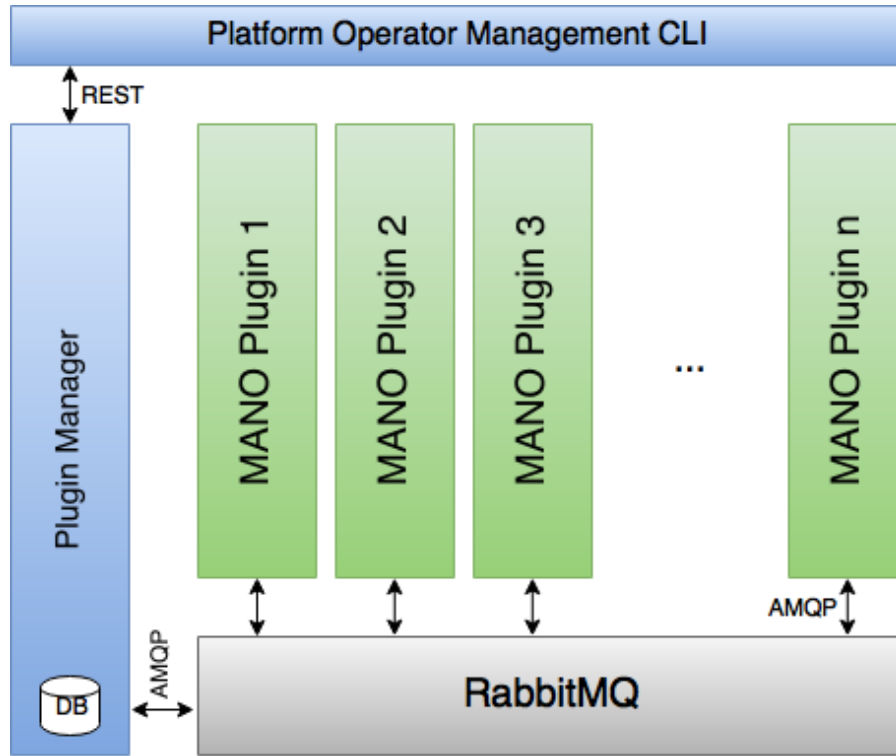 Platform Operator Management CLI
REST
Plugin Manager
MANO Plugin 1
MANO Plugin 2
MANO Plugin 3
...
MANO Plugin n
AMQP
DB
AMQP
RabbitMQ